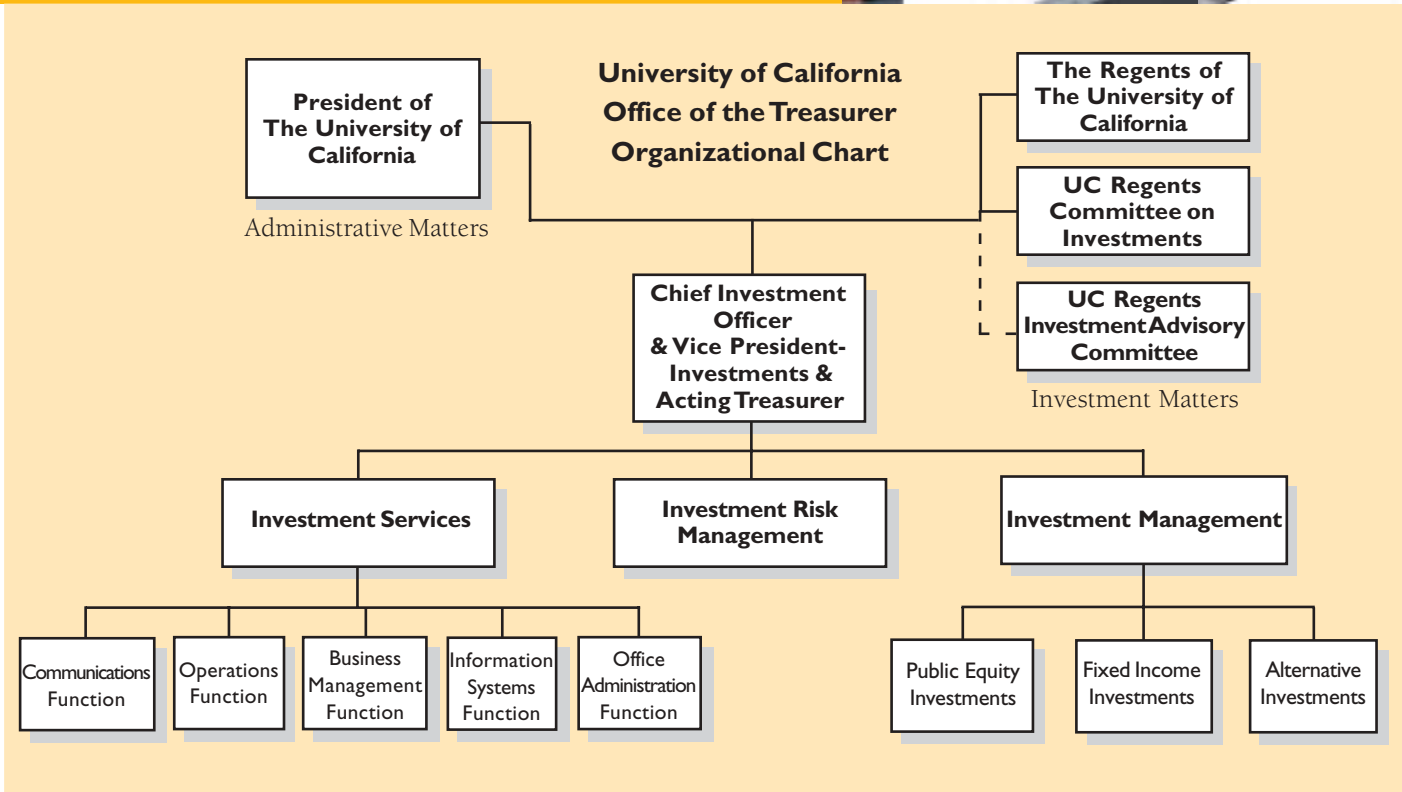 University of California
Office of the Treasurer
Organizational Chart
President of
The University of
California
Administrative Matters
The Regents of
The University of
California
UC Regents
Committee on
Investments
UC Regents
Investment Advisory
Committee
Investment Matters
Chief Investment
Officer
& Vice President-
Investments &
Acting Treasurer
Investment Services
Investment Risk
Management
Investment Management
Communications
Function
Operations
Function
Business
Management
Function
Information
Systems
Function
Office
Administration
Function
Public Equity
Investments
Fixed Income
Investments
Alternative
Investments